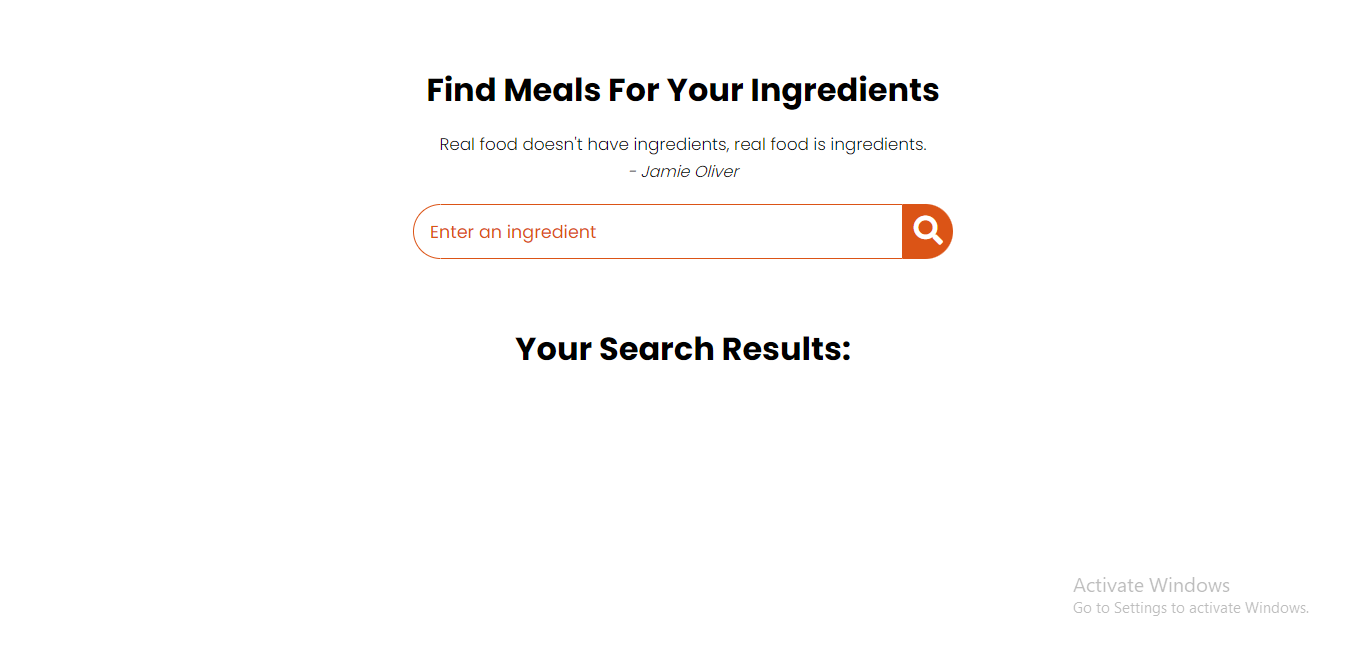 Find Meals For Your Ingredients
Real food doesn't have ingredients, real food is ingredients.
- Jamie Oliver
Enter an ingredient
Your Search Results:
Activate Windows
Go to Settings to activate Windows.